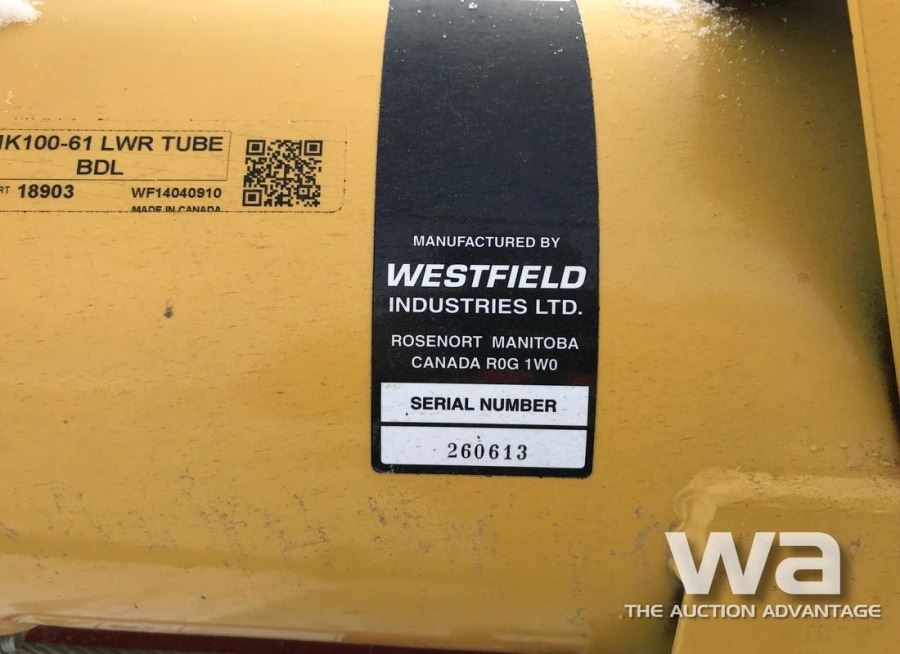 MK100-61 LWR TUBE
BDL
18903 WF14040910
MADE IN CANADA
MANUFACTURED BY
WESTFIELD
INDUSTRIES LTD.
ROSENORT MANITOBA
CANADA R0G 1W0
SERIAL NUMBER
260613
wa
THE AUCTION ADVANTAGE